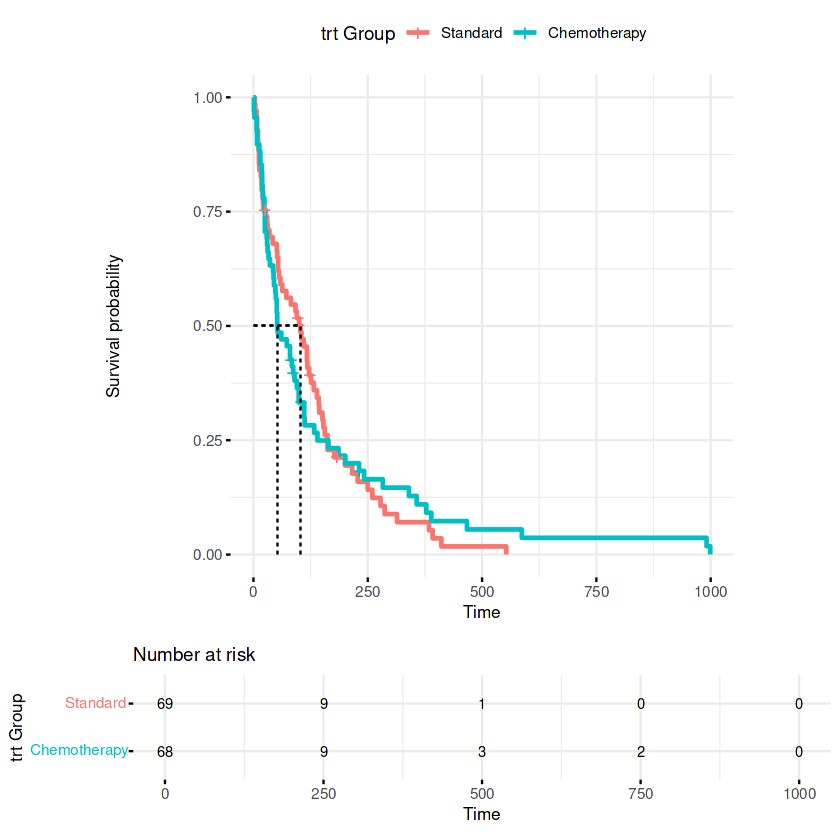 trt Group Standard Chemotherapy
1.00
0.75
0.50
0.25
0.00
Survival probability
0 250 500 750 1000
Time
Number at risk
trt Group
Standard 69 9 1 0 0
Chemotherapy 68 9 3 2 0
0 250 500 750 1000
Time